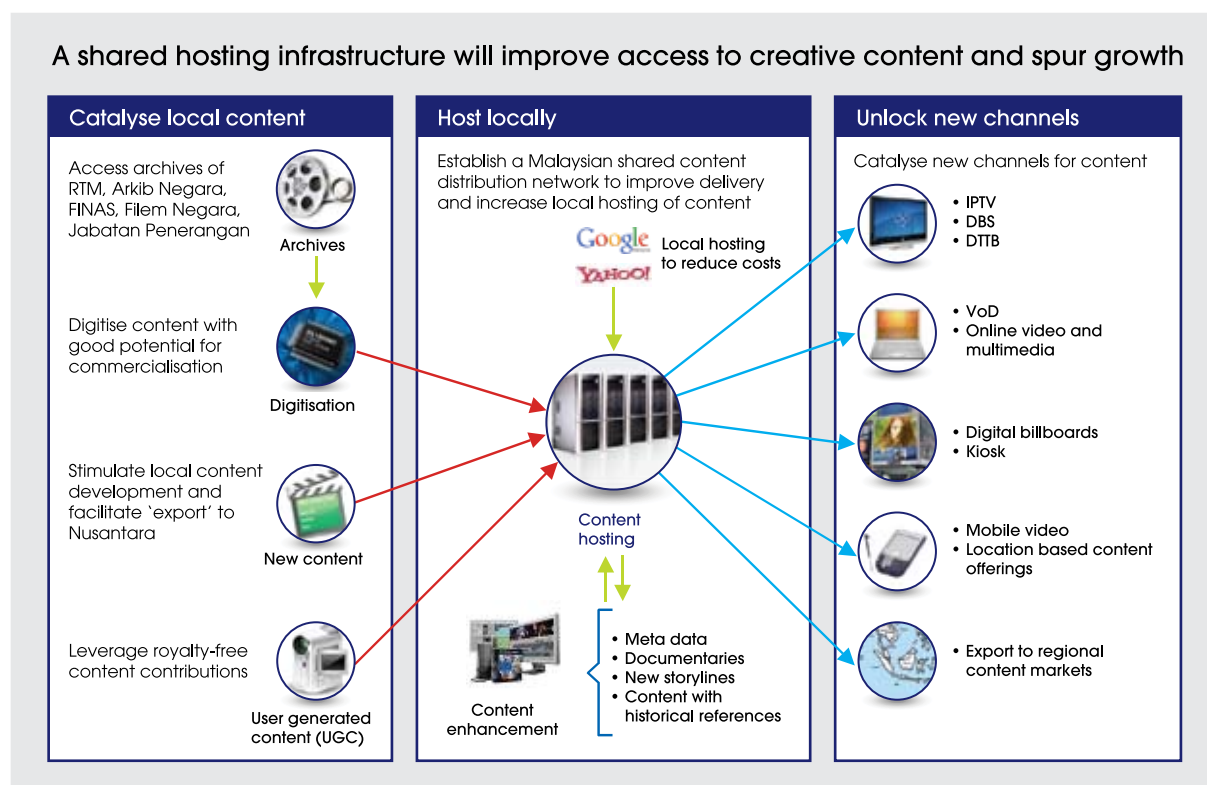 A shared hosting infrastructure will improve access to creative content and spur growth
Catalyse local content
Access archives of
RTM, Arkib Negara,
FINAS, Filem Negara,
Jabatan Penerangan
Archives
Digitise content with
good potential for
commercialisation
Digitisation
Stimulate local content
development and
facilitate ‘export’ to
Nusantara
New content
Leverage royalty-free
content contributions
User generated
content (UGC)
Host locally
Establish a Malaysian shared content
distribution network to improve delivery
and increase local hosting of content
Google
YAHOO!
Local hosting
to reduce costs
Content
hosting
Content
enhancement
• Meta data
• Documentaries
• New storylines
• Content with
historical references
Unlock new channels
Catalyse new channels for content
• IPTV
• DBS
• DTTB
• VoD
• Online video and
multimedia
• Digital billboards
• Kiosk
• Mobile video
• Location based content
offerings
• Export to regional
content markets